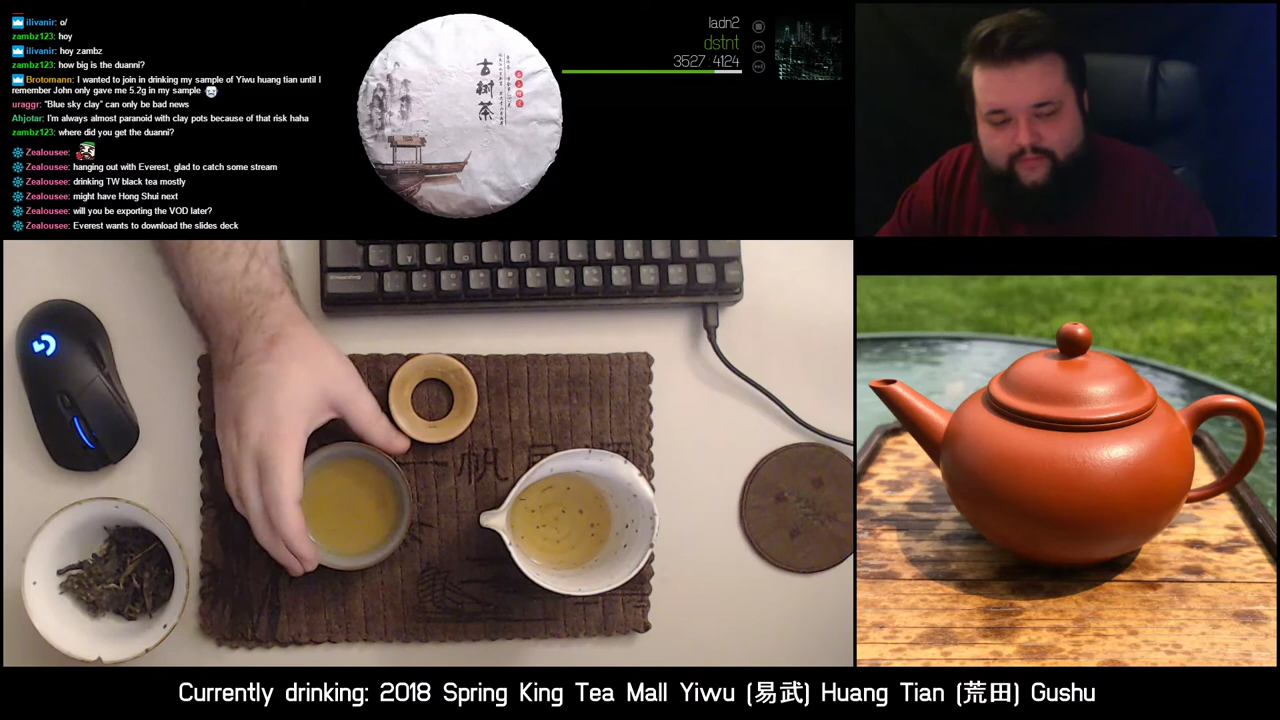 ilivanir: o/
zambz123: hoy
ilivanir: hoy zambz
zambz123: how big is the duanni?
Brotomann: I wanted to join in drinking my sample of Yiwu huang tian until I
remember John only gave me 5.2g in my sample
uraggr: "Blue sky clay" can only be bad news
Ahjotar: I'm always almost paranoid with clay pots because of that risk haha
zambz123: where did you get the duanni?
Zealousee:
Zealousee: hanging out with Everest, glad to catch some stream
Zealousee: drinking TW black tea mostly
Zealousee: might have Hong Shui next
Zealousee: will you be exporting the VOD later?
Zealousee: Everest wants to download the slides deck
古树茶
la.dn2
dstnt
3527 4124
一帆风
Currently drinking: 2018 Spring King Tea Mall Yiwu (易武) Huang Tian (荒田) Gushu